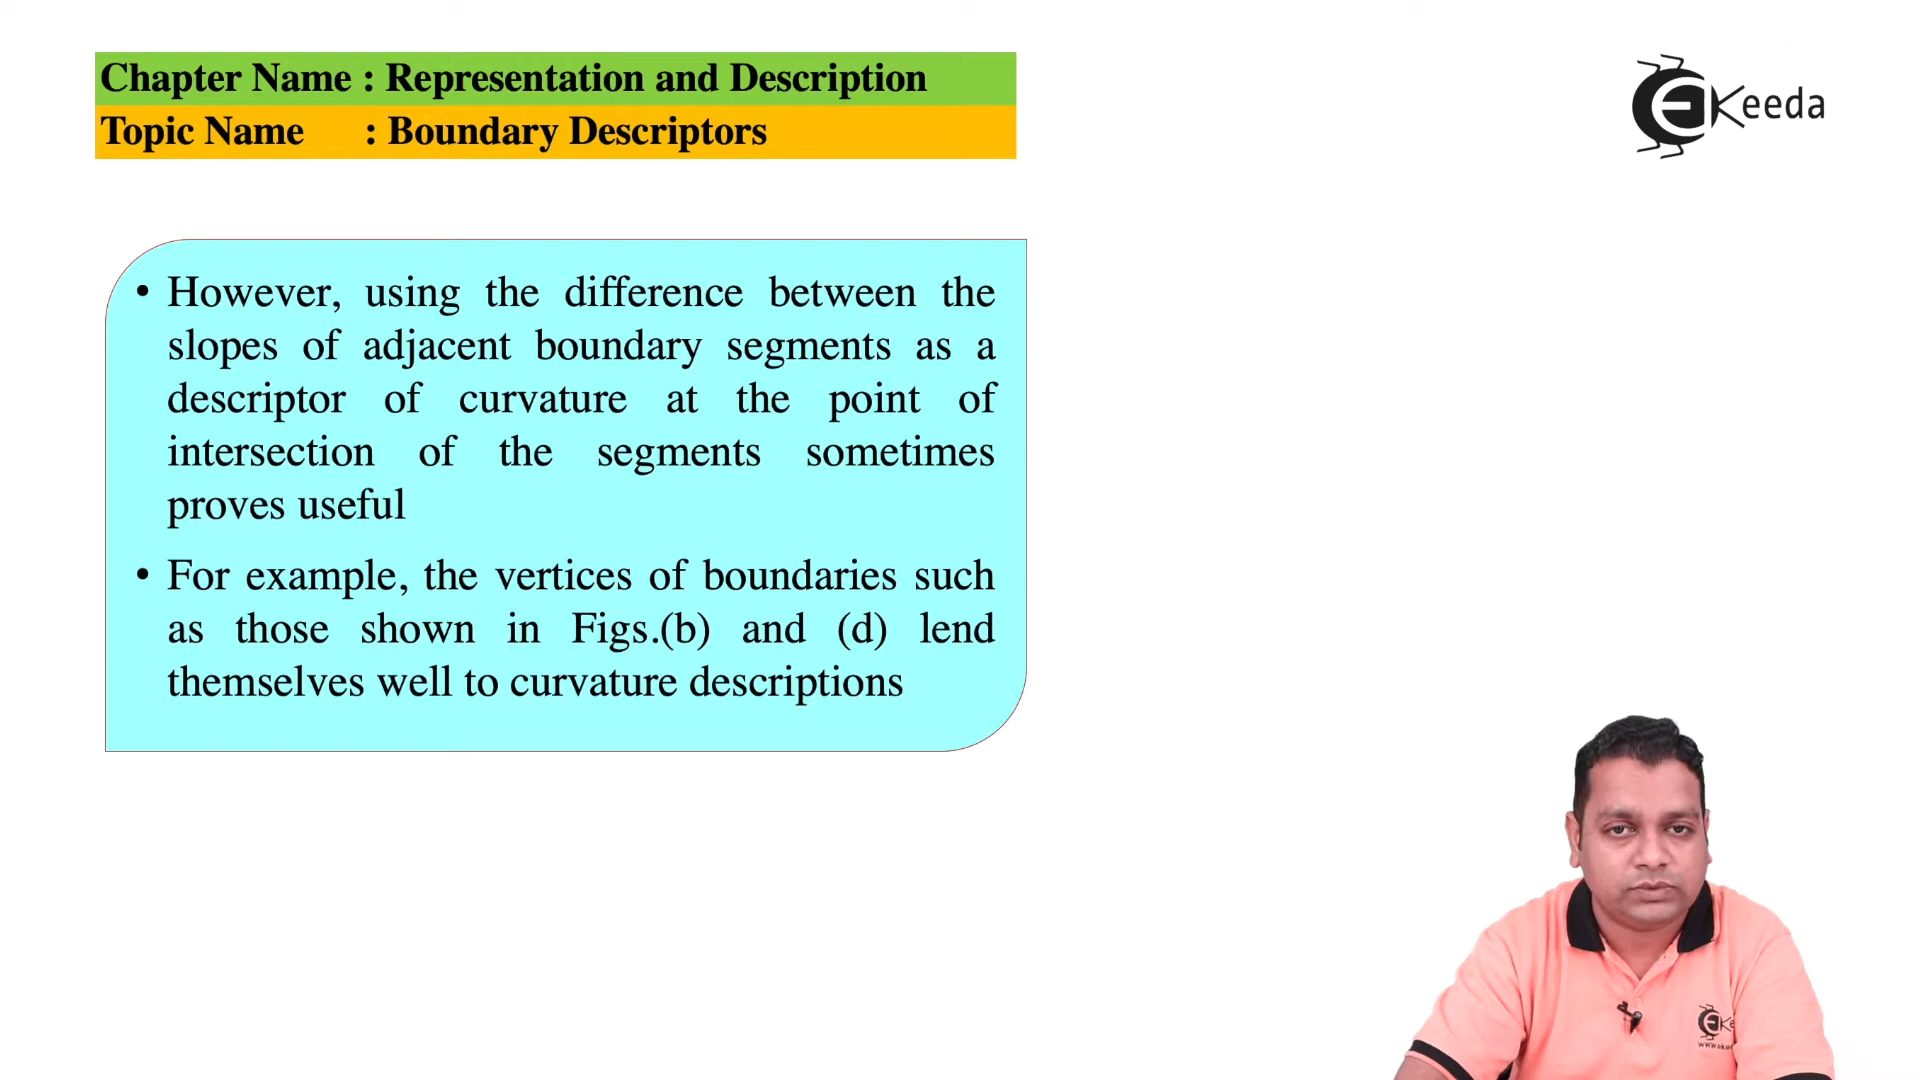 Chapter Name : Representation and Description
Topic Name : Boundary Descriptors
Keeda
• However, using the difference between the
slopes of adjacent boundary segments as a
descriptor of curvature at the point of
intersection of the segments sometimes
proves useful
• For example, the vertices of boundaries such
as those shown in Figs.(b) and (d) lend
themselves well to curvature descriptions